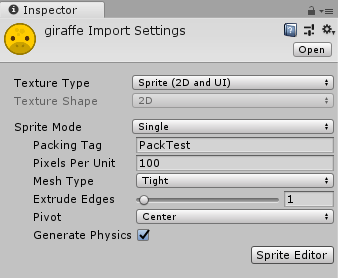 Inspector
giraffe Import Settings
Open
Texture Type Sprite (2D and UI)
Texture Shape 2D
Sprite Mode Single
Packing Tag PackTest
Pixels Per Unit 100
Mesh Type Tight
Extrude Edges 1
Pivot Center
Generate Physics
Sprite Editor